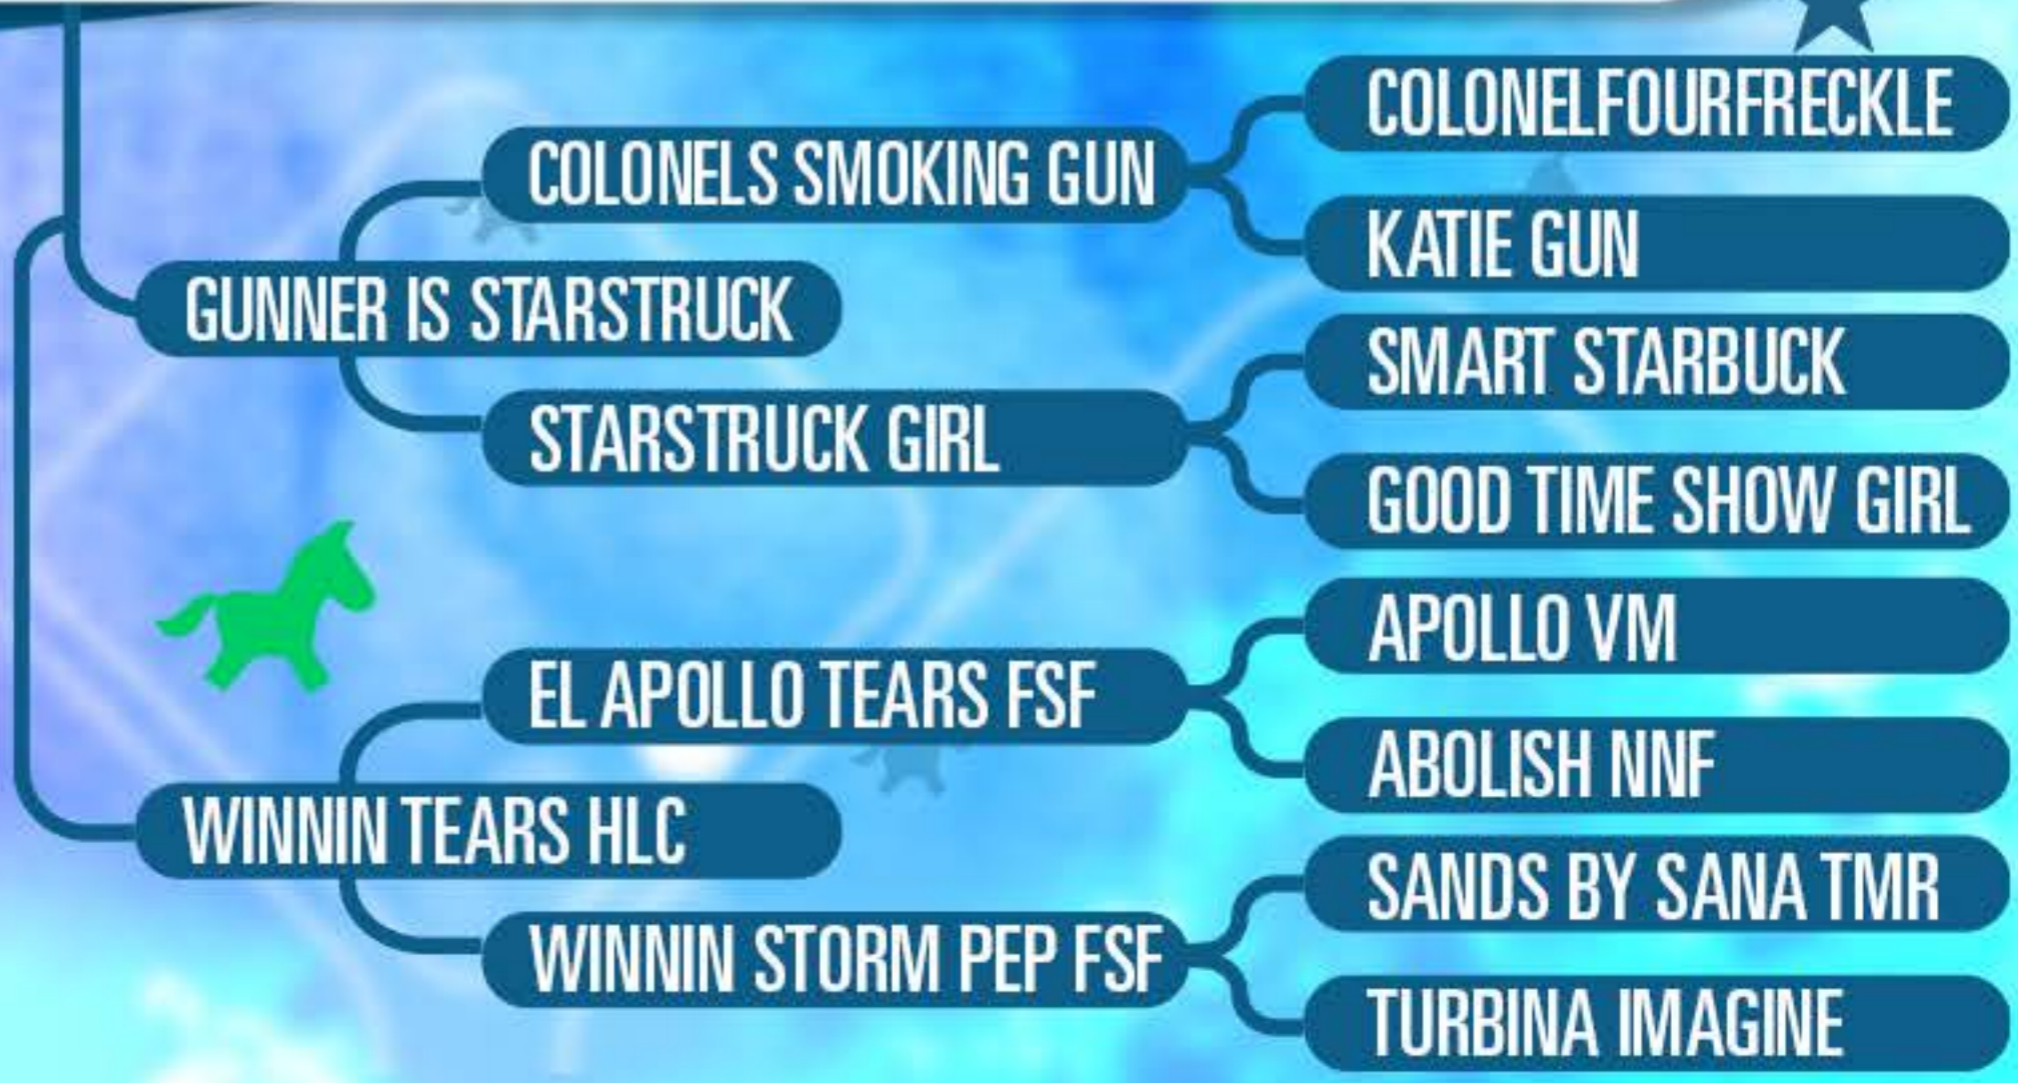 COLONELFOURFRECKLE
COLONELS SMOKING GUN
KATIE GUN
GUNNER IS STARSTRUCK
SMART STARBUCK
STARSTRUCK GIRL
GOOD TIME SHOW GIRL
APOLLO VM
EL APOLLO TEARS FSF
ABOLISH NNF
WINNIN TEARS HLC
SANDS BY SANA TMR
WINNIN STORM PEP FSF
TURBINA IMAGINE